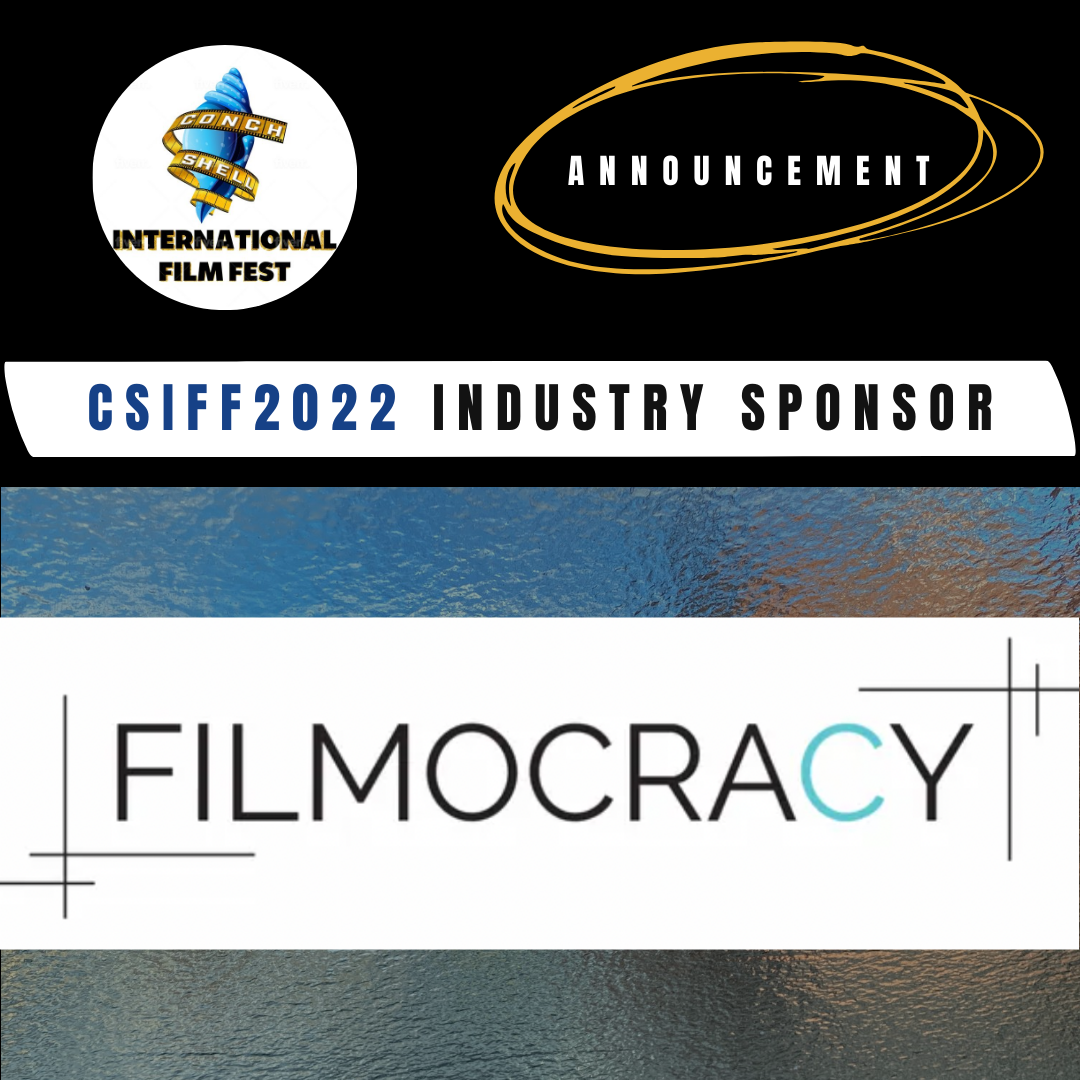 CONCH
SHELL
INTERNATIONAL
FILM FEST
ANNOUNCEMENT
CSIFF2022 INDUSTRY SPONSOR
FILMOCRACY